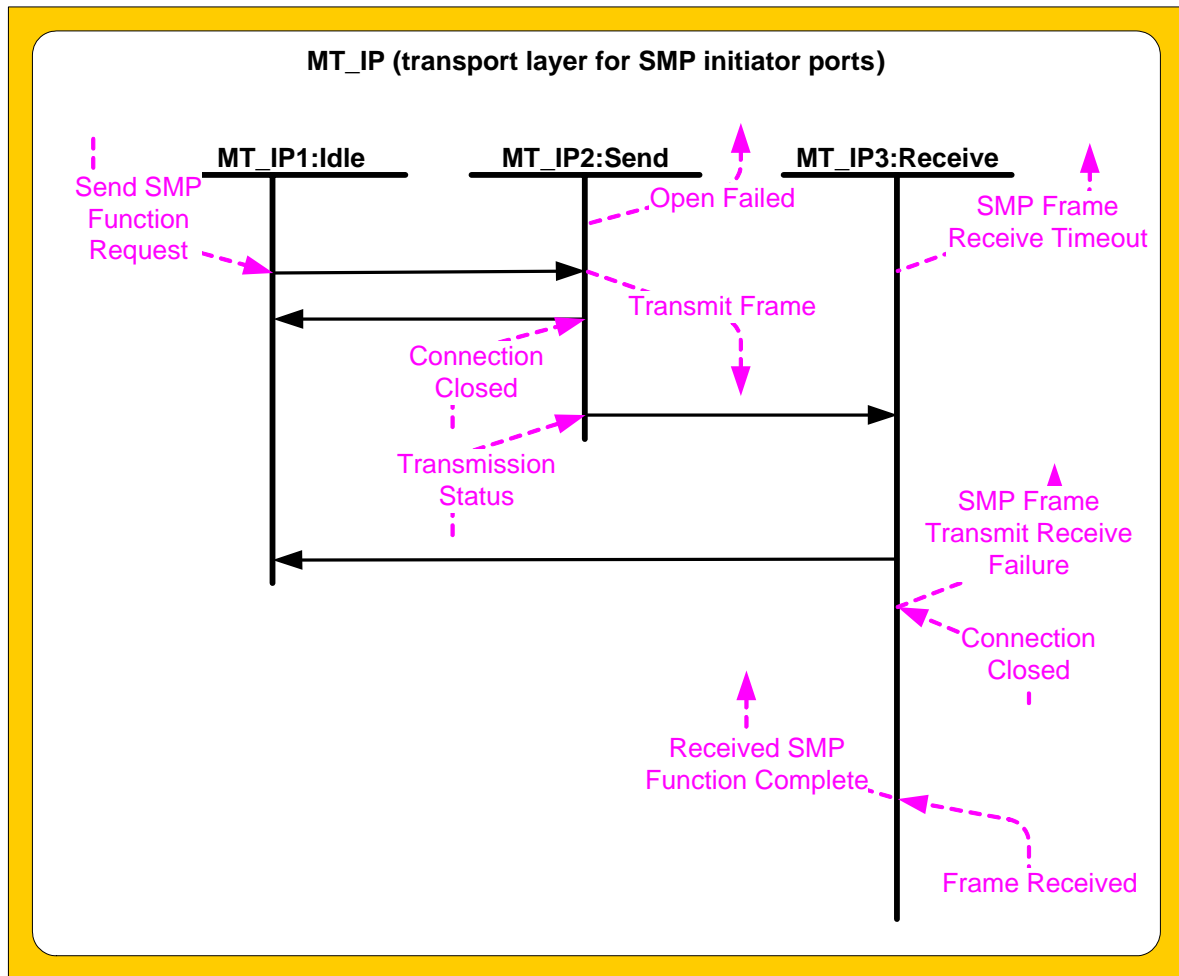 MT_IP (transport layer for SMP initiator ports)
MT_IP1:Idle
MT_IP2:Send
MT_IP3:Receive
Send SMP
Function
Request
Open Failed
SMP Frame
Receive Timeout
Transmit Frame
Connection
Closed
Transmission
Status
SMP Frame
Transmit Receive
Failure
Connection
Closed
Received SMP
Function Complete
Frame Received